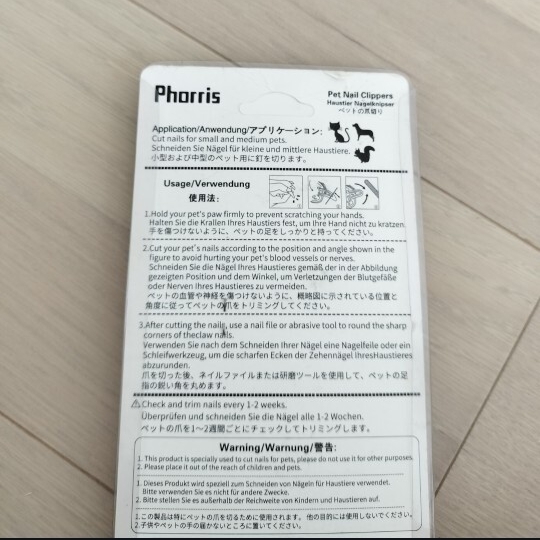 Pharris
Pet Nail Clippers
Haustier Nagelknipser
ペットの爪切り
Application/Anwendung/アプリケーション:
Cut nails for small and medium pets.
Schneiden Sie Nägel für kleine und mittlere Haustiere.
小型および中型のペット用に釘を切ります。
Usage/Verwendung
使用法:
1.Hold your pet's paw firmly to prevent scratching your hands.
Halten Sie die Krallen Ihres Haustiers fest, um Ihre Hand nicht zu kratzen.
手を傷つけないように、ペットの足をしっかりと持ってください。
2.Cut your pet's nails according to the position and angle shown in the
figure to avoid hurting your pet's blood vessels or nerves.
Schneiden Sie die Nägel Ihres Haustieres gemäß der in der Abbildung
gezeigten Position und dem Winkel, um Verletzungen der Blutgefäße
oder Nerven Ihres Haustieres zu vermeiden.
ペットの血管や神経を傷つけないように、概略図に示されている位置と
角度に従ってペットの爪をトリミングしてください。
3.After cutting the nails, use a nail file or abrasive tool to round the sharp
corners of theclaw nails.
Verwenden Sie nach dem Schneiden Ihrer Nägel eine Nagelfeile oder ein
Schleifwerkzeug, um die scharfen Ecken der Zehennägel IhresHaustieres
abzurunden.
爪を切った後、ネイルファイルまたは研磨ツールを使用して、ペットの足
指の鋭い角を丸めます。
⚠Check and trim nails every 1-2 weeks.
Überprüfen und schneiden Sie die Nägel alle 1-2 Wochen.
ペットの爪を1～2週間ごとにチェックしてトリミングします。
Warning/Warnung/警告:
1. This product is specially used to cut nails for pets, please do not use it for other purposes.
2. Please place it out of the reach of children and pets.
1. Dieses Produkt wird speziell zum Schneiden von Nägeln für Haustiere verwendet.
Bitte verwenden Sie es nicht für andere Zwecke.
2. Bitte stellen Sie es außerhalb der Reichweite von Kindern und Haustieren auf.
1.この製品は特にペットの爪を切るために使用されます。他の目的には使用しないでください。
2.子供やペットの手の届かないところに置いてください。